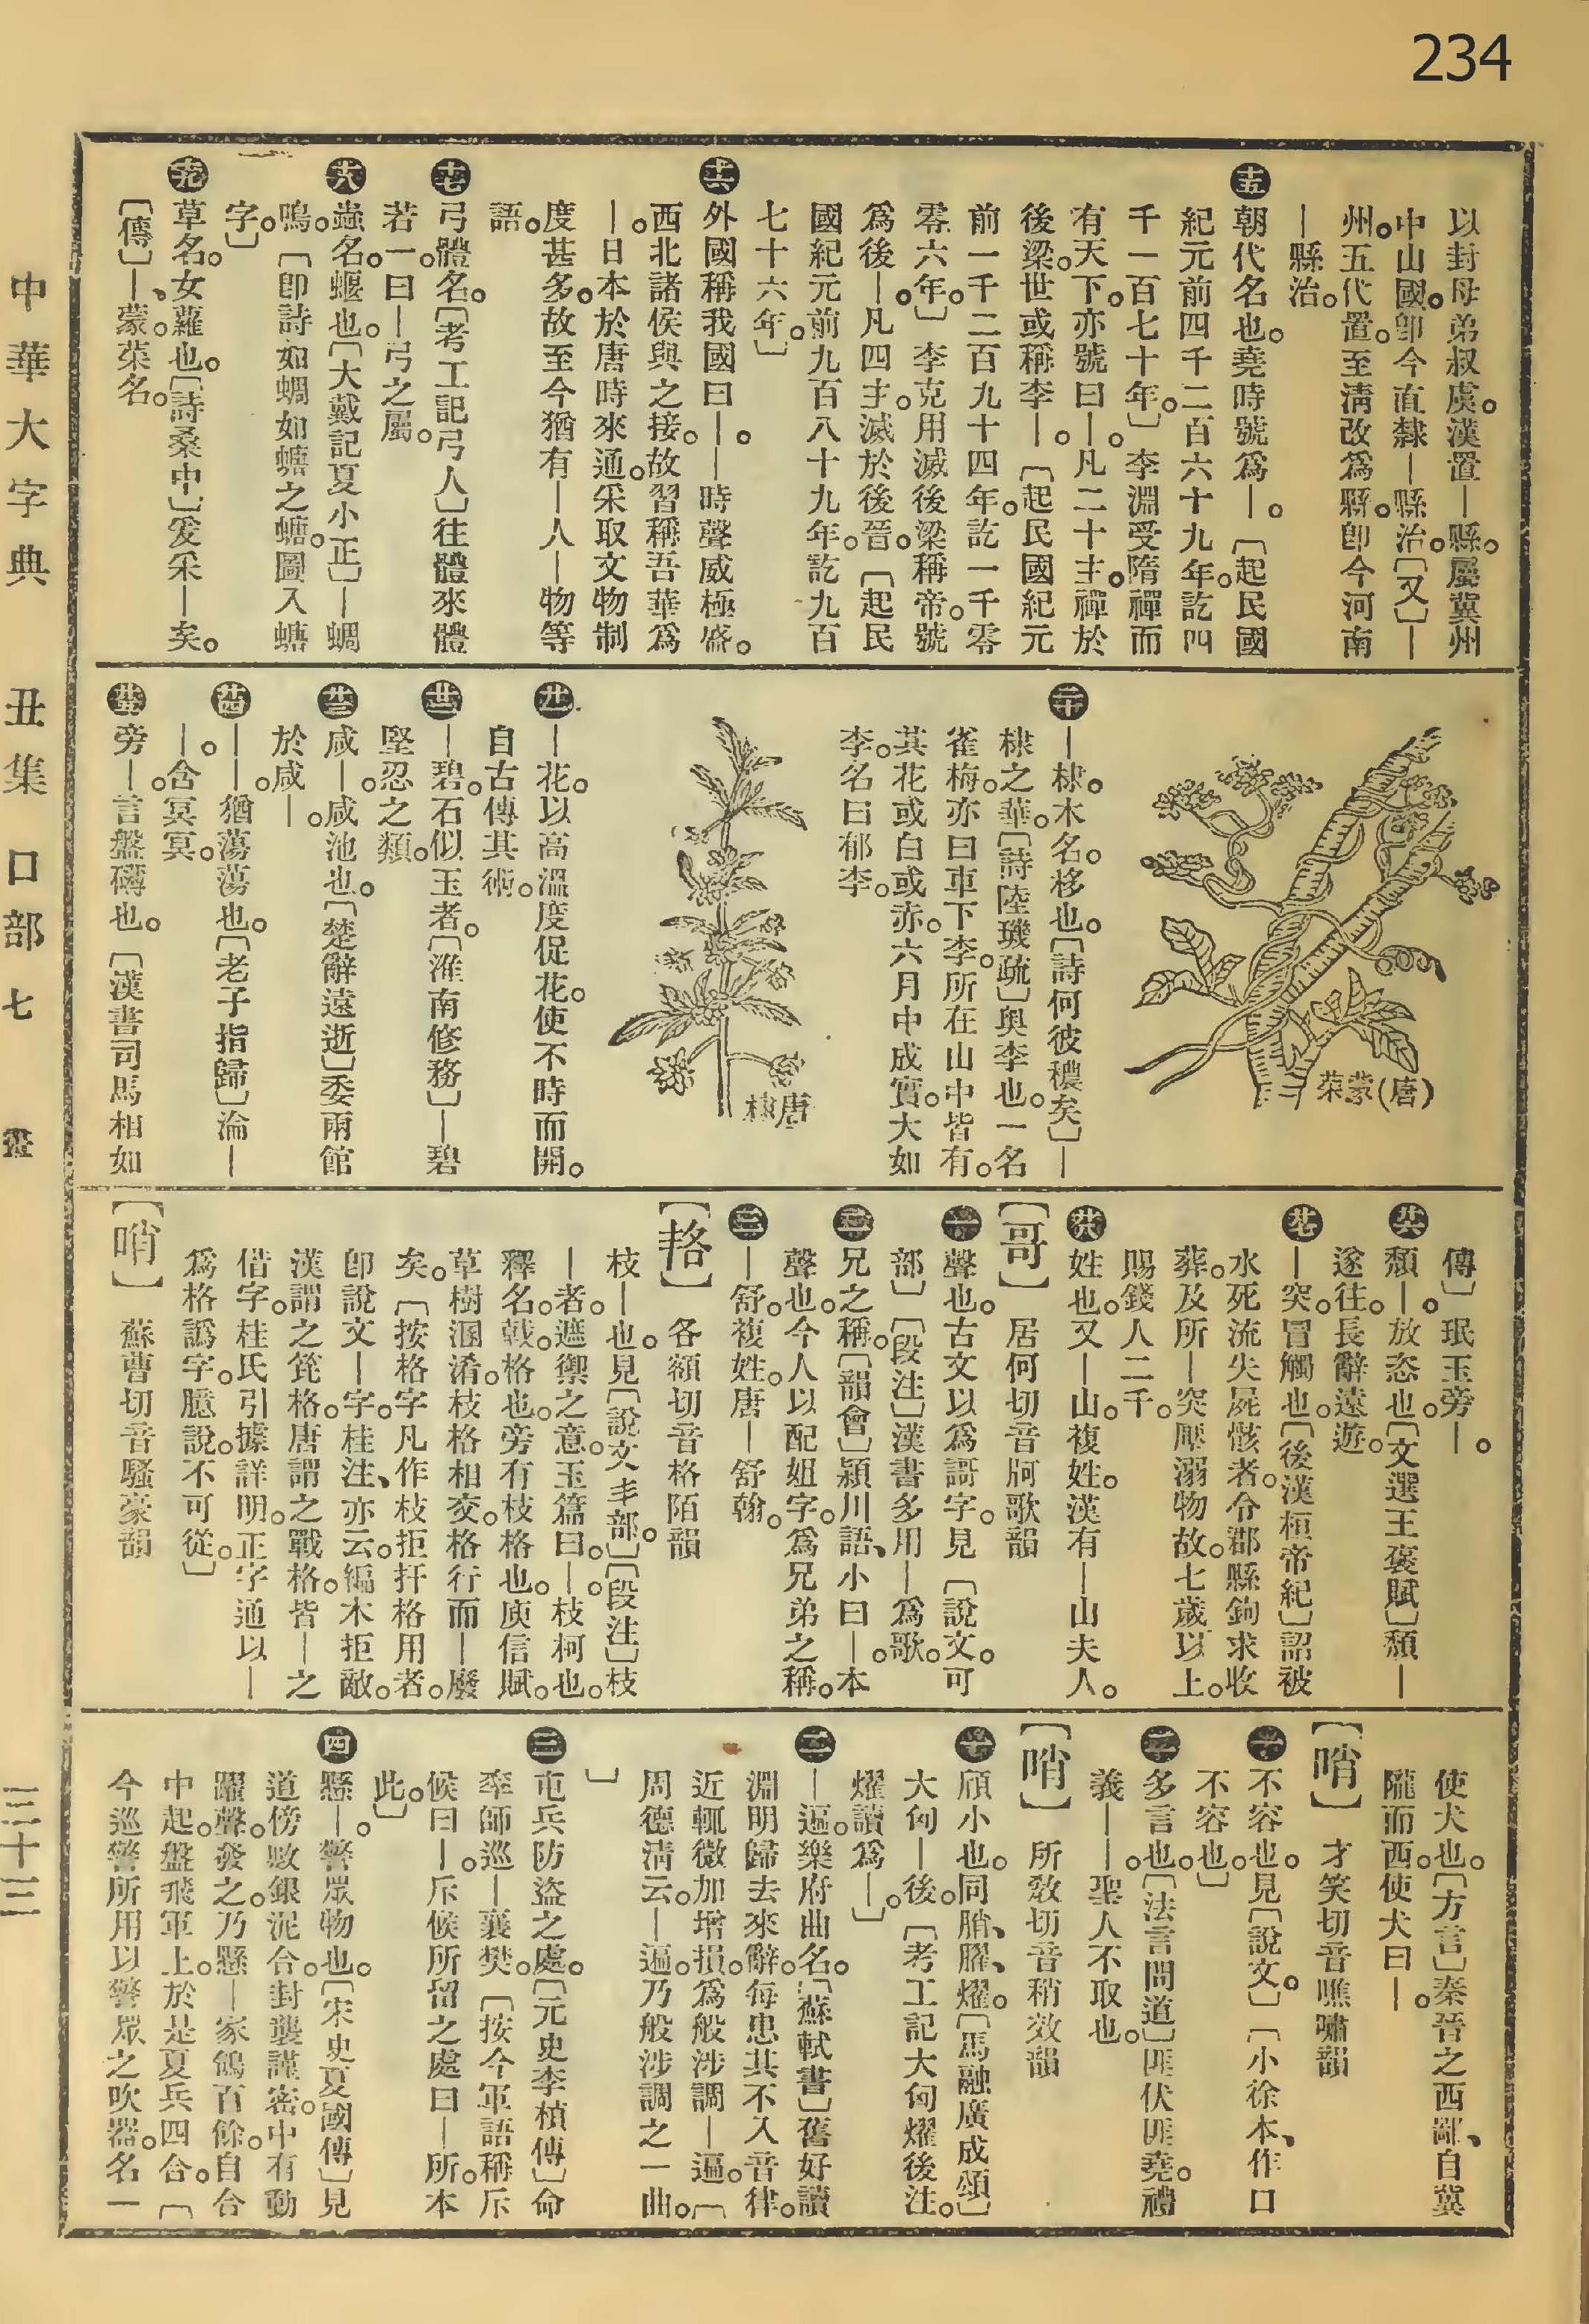 234
以封母弟叔虞。漢置｜縣。屬冀州
中山國。卽今直隸｜縣治。〔又〕｜
州。五代置。至淸改爲縣。卽今河南
｜縣治。
十五 朝代名也。堯時號爲｜。〔起民國
紀元前四千二百六十九年。訖四
千一百七十年。〕李淵受隋禪而
有天下。亦號曰｜。凡二十主。禪於
後梁。世或稱李｜。〔起民國紀元
前一千二百九十四年。訖一千零
零六年。〕李克用滅後梁稱帝。號
爲後｜。凡四主。滅於後晉。〔起民
國紀元前九百八十九年。訖九百
七十六年。〕
十六 外國稱我國曰｜。｜時聲威極盛。
西北諸侯與之接。故習稱吾華爲
｜。日本於唐時來通。采取文物制
度甚多。故至今猶有｜人｜物等
語。
十七 弓體名。〔考工記弓人〕往體來體
若一。曰｜弓之屬。
十八 蟲名。蝘也。〔大戴記夏小正〕｜蜩
鳴。〔卽詩如蜩如螗之螗。圖入螗
字。〕
十九 草名。女蘿也。〔詩桑中〕爰采｜矣。
〔傳〕｜、蒙。菜名。
菜蒙(唐)
二十 ｜棣。木名。栘也。〔詩何彼穠矣〕｜
棣之華。〔詩陸璣疏〕奧李也。一名
雀梅。亦曰車下李。所在山中皆有。
其花或白或赤。六月中成實。大如
李。名曰郁李。
棣唐
廿一 ｜花。以高溫度促花。使不時而開。
自古傳其術。
廿二 ｜碧。石似玉者。〔淮南修務〕｜碧
堅忍之類。
廿三 咸｜。咸池也。〔楚辭遠逝〕委兩館
於咸｜。
廿四 ｜｜。猶蕩蕩也。〔老子指歸〕淪｜
｜。含冥冥。
廿五 旁｜。言盤礴也。〔漢書司馬相如
傳〕珉玉旁｜。
廿六 頹｜。放恣也。〔文選王褒賦〕頹｜
遂往。長辭遠遊。
廿七 ｜突。冒觸也。〔後漢桓帝紀〕詔被
水死流失屍骸者。令郡縣鉤求收
葬。及所｜突壓溺物故。七歲以上。
賜錢人二千。
廿八 姓也。又｜山。複姓。漢有｜山夫人。
〔哥〕 居何切音牁歌韻
一 聲也。古文以爲謌字。見〔說文。可
部〕〔段注〕漢書多用｜爲歌。
二 兄之稱。〔韻會〕潁川語、小曰｜。本
聲也。今人以配姐字。爲兄弟之稱。
三 ｜舒。複姓。唐｜舒翰。
〔㪾〕 各額切音格陌韻
枝｜也。見〔說文丯部。〕〔段注〕枝
｜者。遮禦之意。玉篇曰。｜。枝柯也。
釋名。戟。格也。旁有枝格也。庾信賦。
草樹溷淆。枝格相交。格行而｜廢
矣。〔按格字凡作枝拒扞格用者。
卽說文｜字。桂注、亦云。編木拒敵。
漢謂之筦格。唐謂之戰格。皆｜之
借字。桂氏引據詳明。正字通以｜
爲格譌字。臆說。不可從。〕
〔哨〕 蘇曹切音騷豪韻
使犬也。〔方言〕秦晉之西鄙、自冀
隴而西。使犬曰｜。
〔哨〕 才笑切音噍嘯韻
一 不容也。見〔說文。〕〔小徐本、作口
不容也。〕
二 多言也。〔法言問道〕匪伏匪堯。禮
義｜｜。聖人不取也。
〔哨〕 所敎切音稍效韻
一 頎小也。同䏴、臞、燿。〔馬融廣成頌〕
大匈｜後。〔考工記大匈燿後注。
燿讀爲｜。〕
二 ｜遍。樂府曲名。〔蘇軾書〕舊好讀
淵明歸去來辭。每患其不入音律。
近輒微加增損。爲般涉調｜遍。〔
周德淸云。｜遍。乃般涉調之一曲。
〕
三 屯兵防盜之處。〔元史李楨傳〕命
率師巡｜襄樊。〔按今軍語稱斥
候曰｜。斥候所留之處曰｜所。本
此。〕
四 懸｜。警眾物也。〔宋史夏國傳〕見
道傍數銀泥合。封襲謹密。中有動
躍聲。發之。乃懸｜家鴿百餘。自合
中起。盤飛軍上。於是夏兵四合。〔
今巡警所用以警眾之吹器。名一
中華大字典 丑集 口部 七畫 三十三